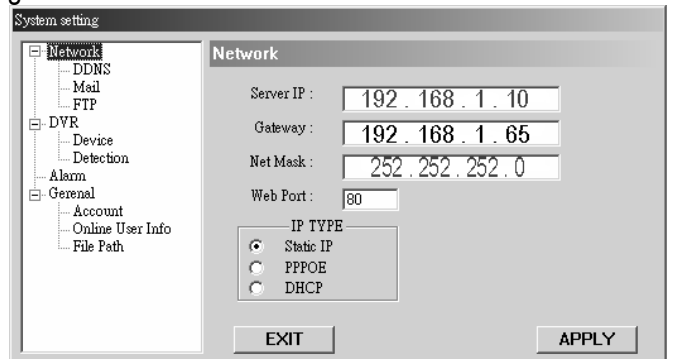 System setting
Network
DDNS
Mail
FTP
DVR
Device
Detection
Alarm
Gerenal
Account
Online User Info
File Path
Network
Server IP : 192 . 168 . 1 . 10
Gateway : 192 . 168 . 1 . 65
Net Mask : 252 . 252 . 252 . 0
Web Port : 80
IP TYPE
Static IP
PPPOE
DHCP
EXIT
APPLY